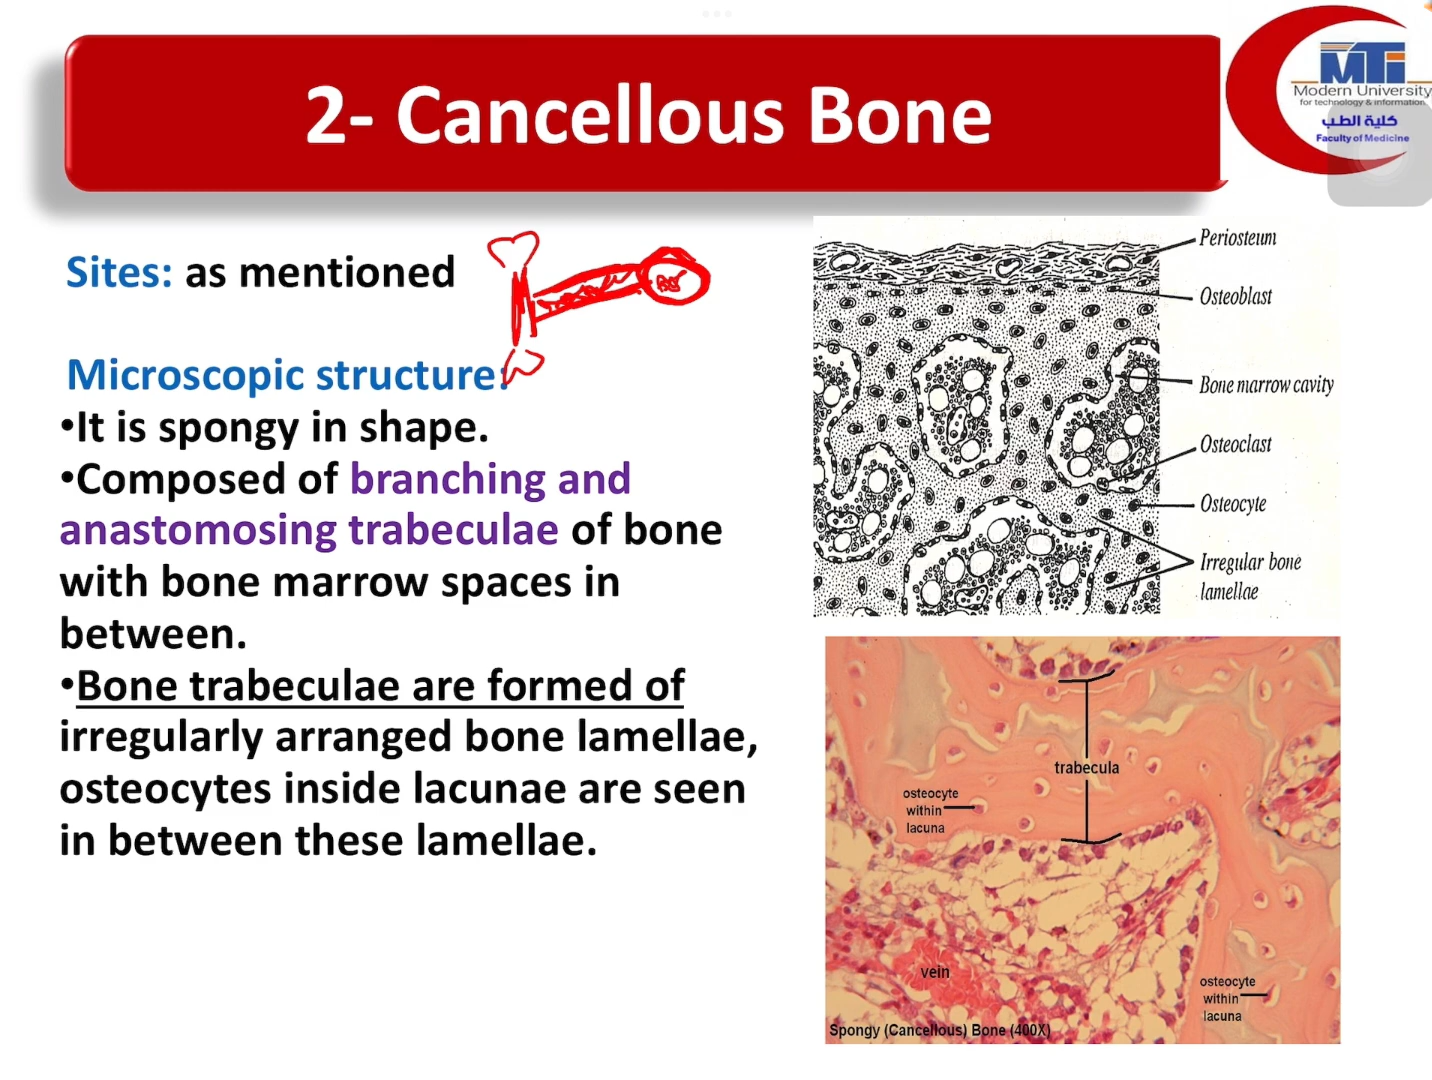 2- Cancellous Bone
MTi
Modern University
for technology & information
كلية الطب
Faculty of Medicine
Sites: as mentioned
Microscopic structure:
•It is spongy in shape.
•Composed of branching and
anastomosing trabeculae of bone
with bone marrow spaces in
between.
•Bone trabeculae are formed of
irregularly arranged bone lamellae,
osteocytes inside lacunae are seen
in between these lamellae.
Periosteum
Osteoblast
Bone marrow cavity
Osteoclast
Osteocyte
Irregular bone
lamellae
trabecula
osteocyte
within
lacuna
vein
osteocyte
within
lacuna
Spongy (Cancellous) Bone (400X)